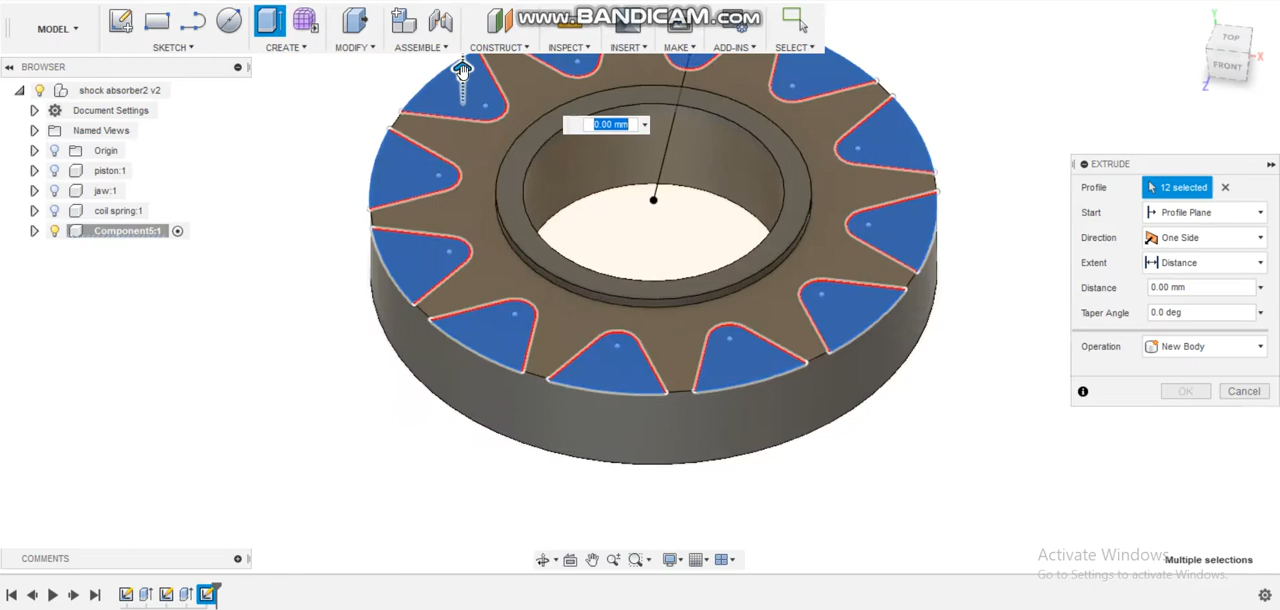 www.BANDICAM.com
MODEL
SKETCH
CREATE
MODIFY
ASSEMBLE
CONSTRUCT
INSPECT
INSERT
MAKE
ADD-INS
SELECT
BROWSER
shock absorber2 v2
Document Settings
Named Views
Origin
piston:1
jaw:1
coil spring:1
Component5:1
0.00 mm
TOP
FRONT
X
Y
Z
EXTRUDE
Profile 12 selected
Start Profile Plane
Direction One Side
Extent Distance
Distance 0.00 mm
Taper Angle 0.0 deg
Operation New Body
OK Cancel
COMMENTS
Activate Windows
Go to Settings to activate Windows.
Multiple selections